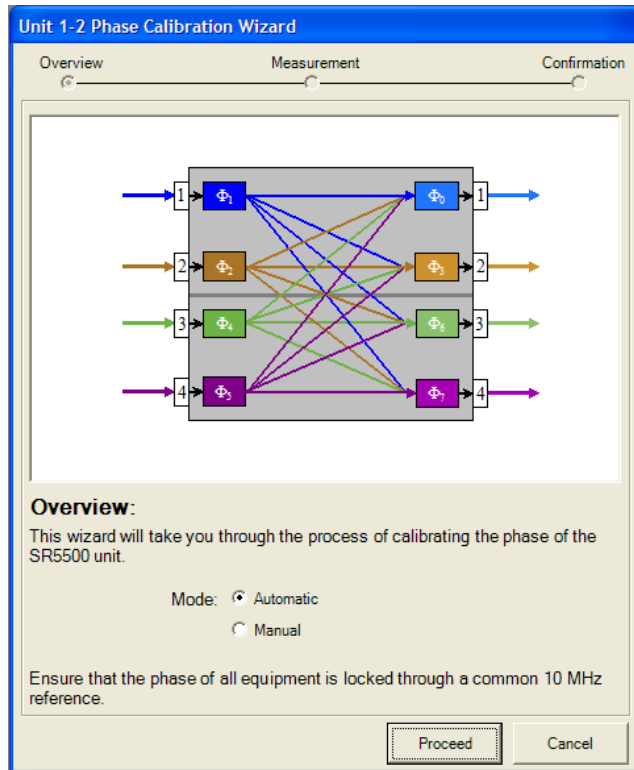 Unit 1-2 Phase Calibration Wizard
Overview Measurement Confirmation
1 Φ1 Φ0 1
2 Φ2 Φ3 2
3 Φ4 Φ6 3
4 Φ5 Φ7 4
Overview:
This wizard will take you through the process of calibrating the phase of the
SR5500 unit.
Mode: Automatic
Manual
Ensure that the phase of all equipment is locked through a common 10 MHz
reference.
Proceed Cancel